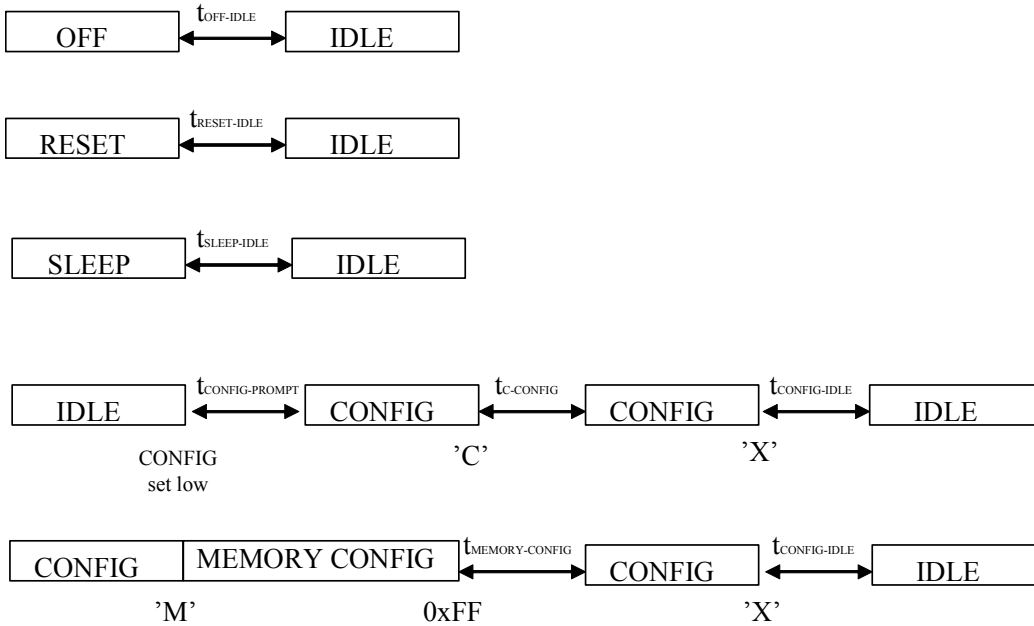 tOFF-IDLE
OFF IDLE
tRESET-IDLE
RESET IDLE
tSLEEP-IDLE
SLEEP IDLE
tCONFIG-PROMPT tC-CONFIG tCONFIG-IDLE
IDLE CONFIG CONFIG IDLE
CONFIG
set low
’C’ ’X’
tMEMORY-CONFIG tCONFIG-IDLE
CONFIG MEMORY CONFIG CONFIG IDLE
’M’ 0xFF ’X’